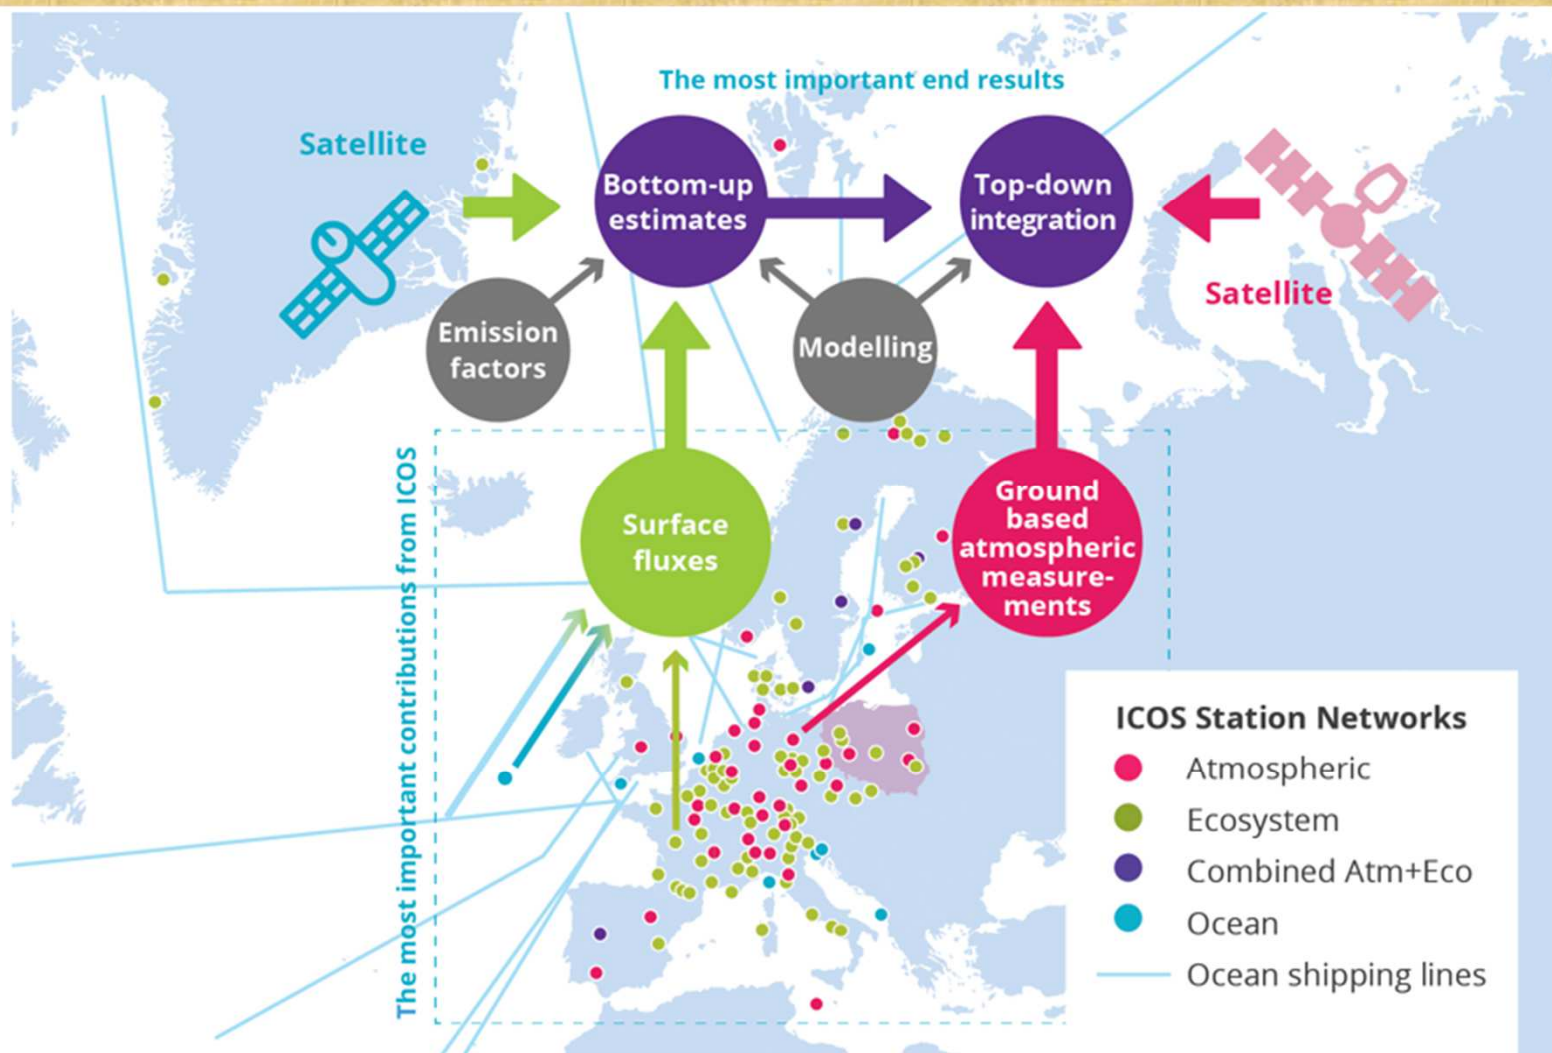 The most important end results
Satellite
Bottom-up
estimates
Top-down
integration
Satellite
Emission
factors
Modelling
The most important contributions from ICOS
Surface
fluxes
Ground
based
atmospheric
measure-
ments
ICOS Station Networks
Atmospheric
Ecosystem
Combined Atm+Eco
Ocean
Ocean shipping lines